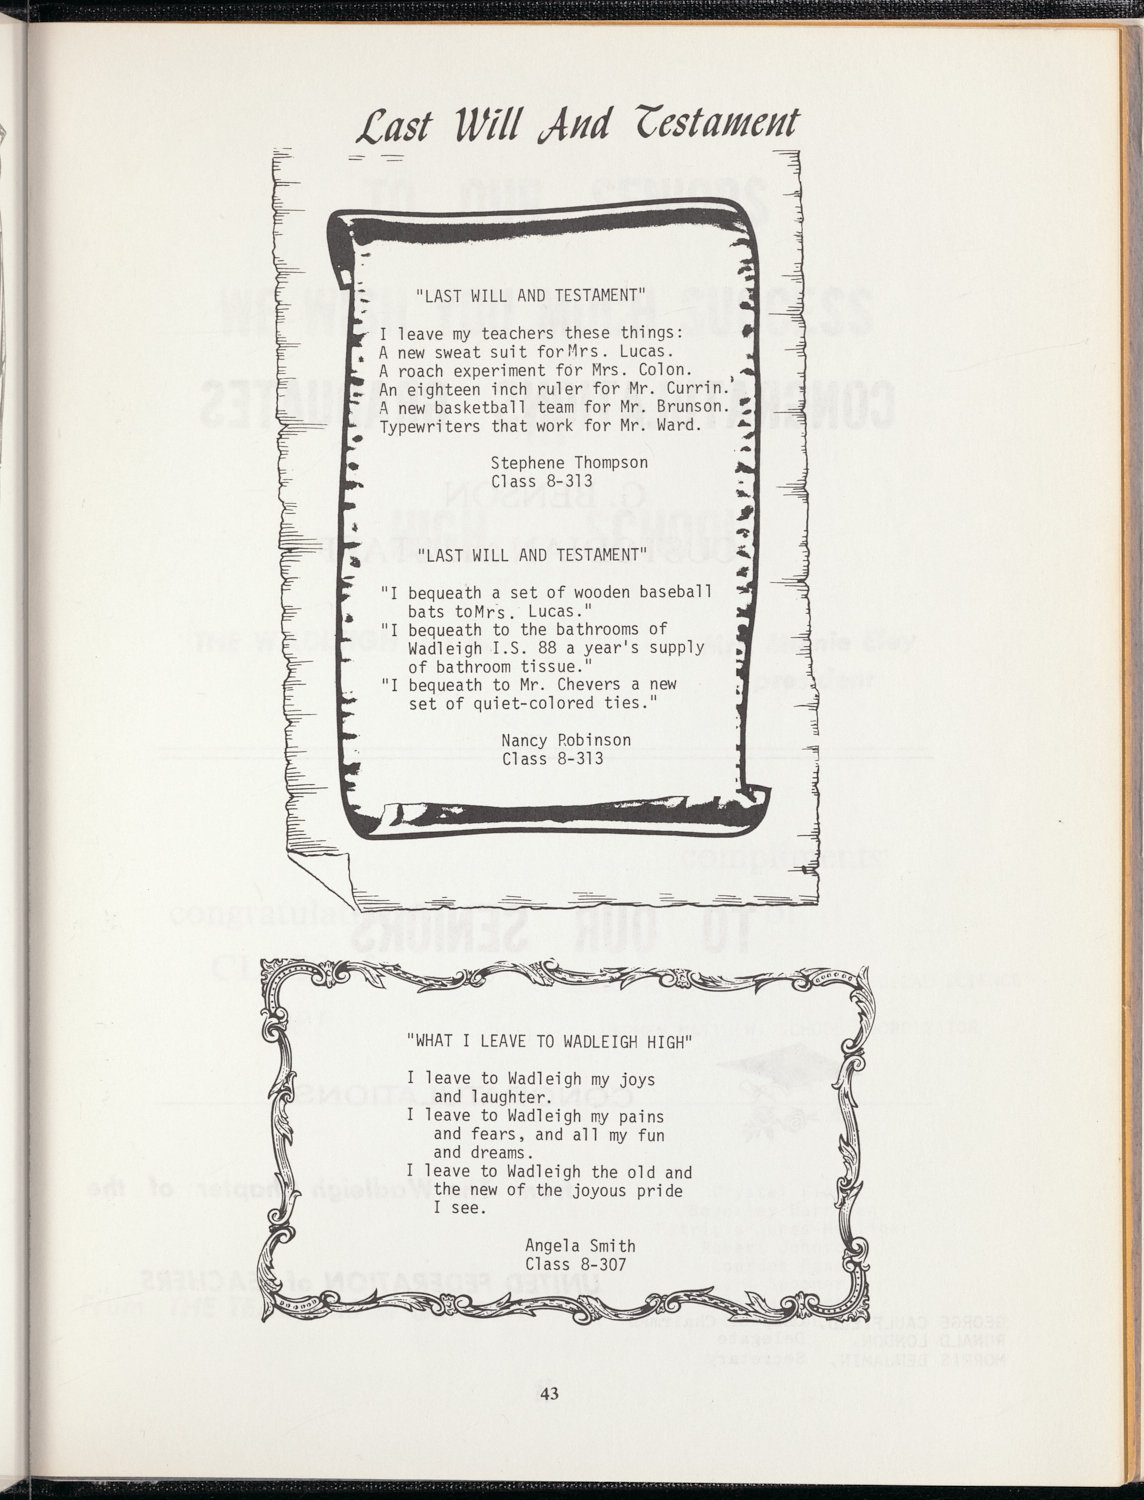 Last Will And Testament
"LAST WILL AND TESTAMENT"
I leave my teachers these things:
A new sweat suit for Mrs. Lucas.
A roach experiment for Mrs. Colon.
An eighteen inch ruler for Mr. Currin.
A new basketball team for Mr. Brunson.
Typewriters that work for Mr. Ward.
Stephene Thompson
Class 8-313
"LAST WILL AND TESTAMENT"
"I bequeath a set of wooden baseball
bats to Mrs. Lucas."
"I bequeath to the bathrooms of
Wadleigh I.S. 88 a year's supply
of bathroom tissue."
"I bequeath to Mr. Chevers a new
set of quiet-colored ties."
Nancy Robinson
Class 8-313
"WHAT I LEAVE TO WADLEIGH HIGH"
I leave to Wadleigh my joys
and laughter.
I leave to Wadleigh my pains
and fears, and all my fun
and dreams.
I leave to Wadleigh the old and
the new of the joyous pride
I see.
Angela Smith
Class 8-307
43